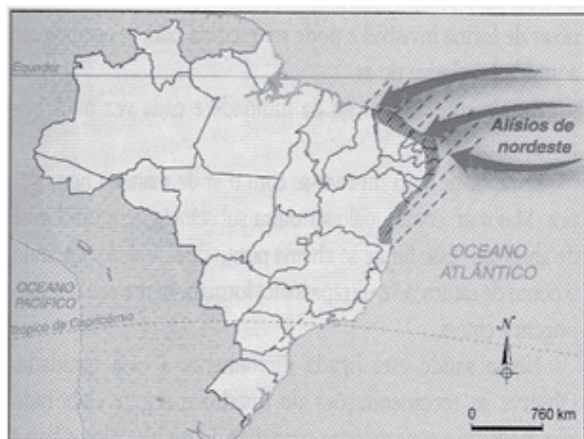 Equador
Alísios de
nordeste
OCEANO
PACÍFICO
OCEANO
ATLÂNTICO
Trópico de Capricórnio
N
0 760 km